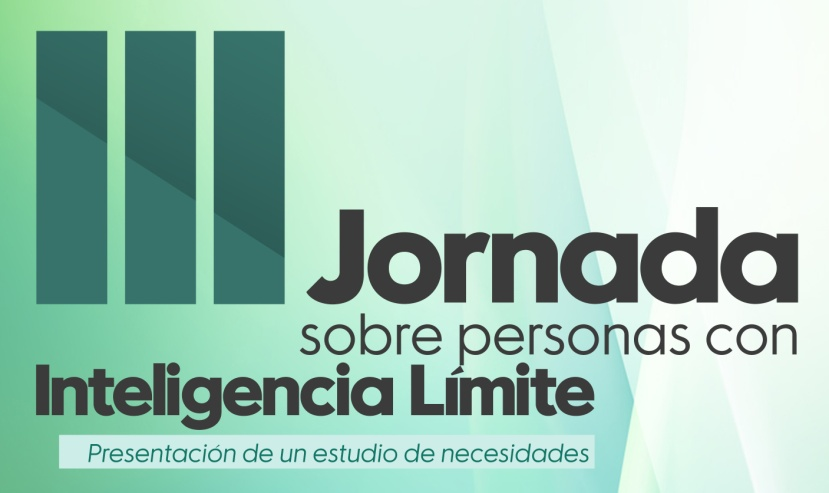 III Jornada
sobre personas con
Inteligencia Límite
Presentación de un estudio de necesidades